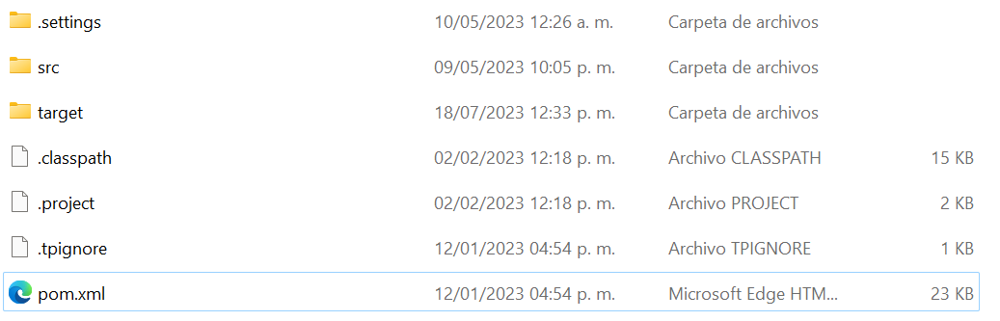 .settings 10/05/2023 12:26 a. m. Carpeta de archivos
src 09/05/2023 10:05 p. m. Carpeta de archivos
target 18/07/2023 12:33 p. m. Carpeta de archivos
.classpath 02/02/2023 12:18 p. m. Archivo CLASSPATH 15 KB
.project 02/02/2023 12:18 p. m. Archivo PROJECT 2 KB
.tpignore 12/01/2023 04:54 p. m. Archivo TPIGNORE 1 KB
pom.xml 12/01/2023 04:54 p. m. Microsoft Edge HTM... 23 KB